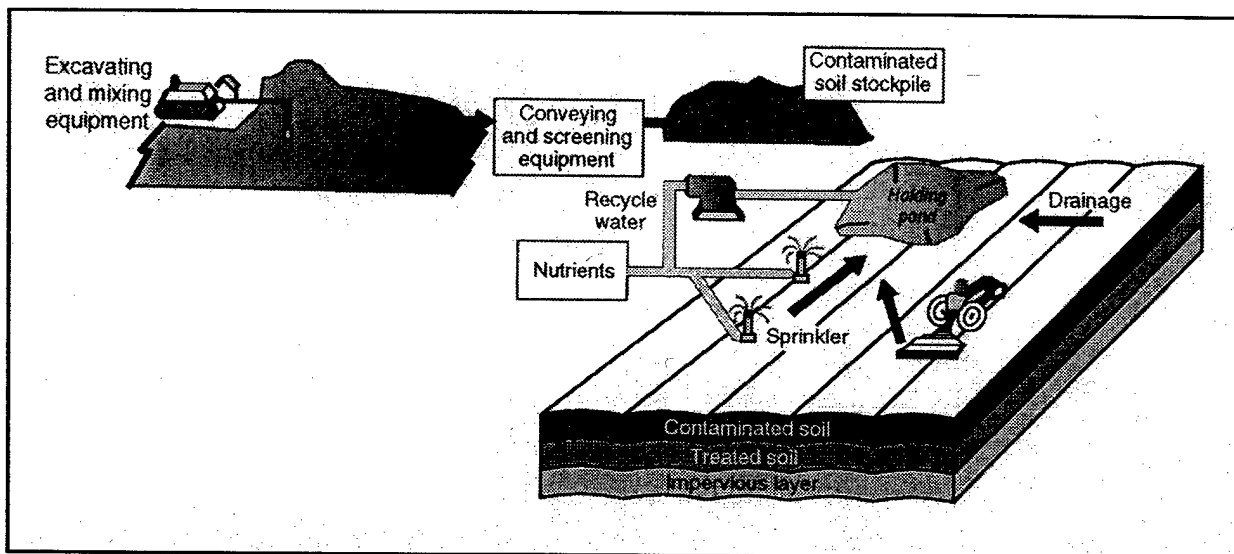 Excavating
and mixing
equipment
Conveying
and screening
equipment
Contaminated
soil stockpile
Recycle
water
Holding
pond
Drainage
Nutrients
Sprinkler
Contaminated soil
Treated soil
Impervious layer